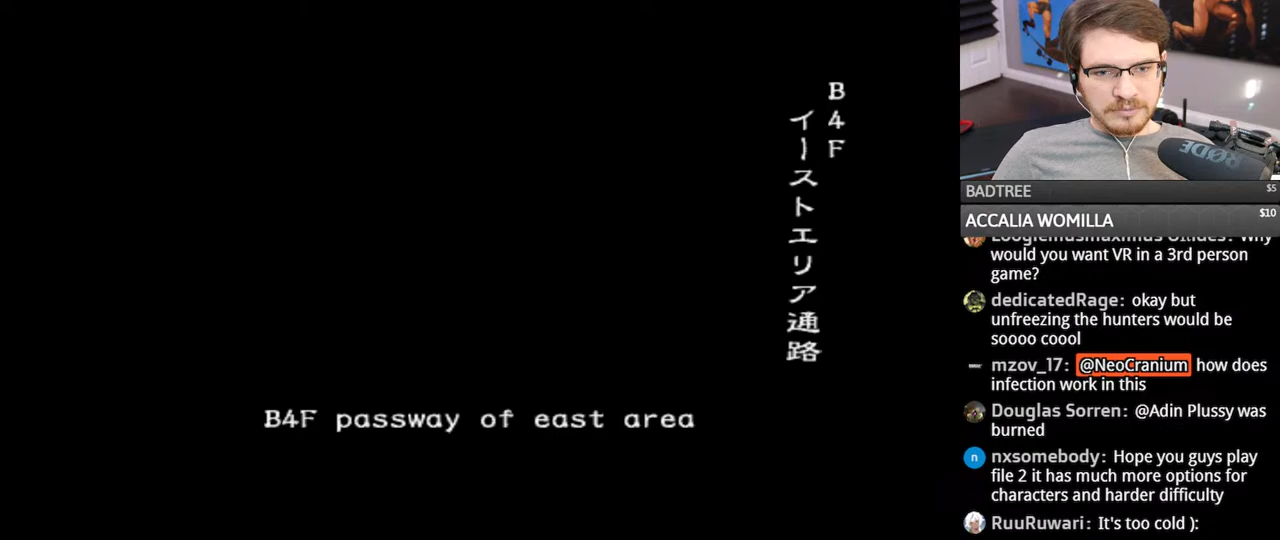 B4F
イーストエリア通路
B4F passway of east area
RØDE
BADTREE
$5
ACCALIA WOMILLA
$10
would you want VR in a 3rd person
game?
dedicatedRage: okay but
unfreezing the hunters would be
soooo coool
mzov_17: @NeoCranium how does
infection work in this
Douglas Sorren: @Adin Plussy was
burned
n
nxsomebody: Hope you guys play
file 2 it has much more options for
characters and harder difficulty
RuuRuwari: It's too cold ):